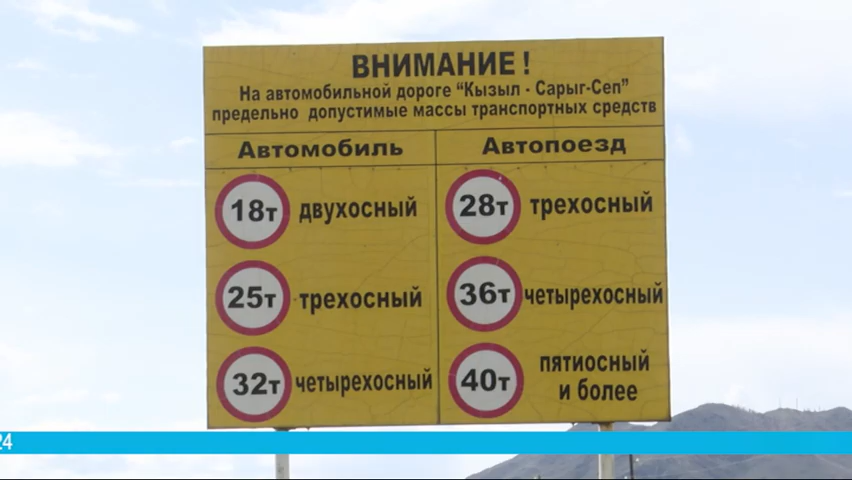 ВНИМАНИЕ !
На автомобильной дороге “Кызыл - Сарыг-Сеп”
предельно допустимые массы транспортных средств
Автомобиль
18т двухосный
25т трехосный
32т четырехосный
Автопоезд
28т трехосный
36т четырехосный
40т пятиосный
и более
24